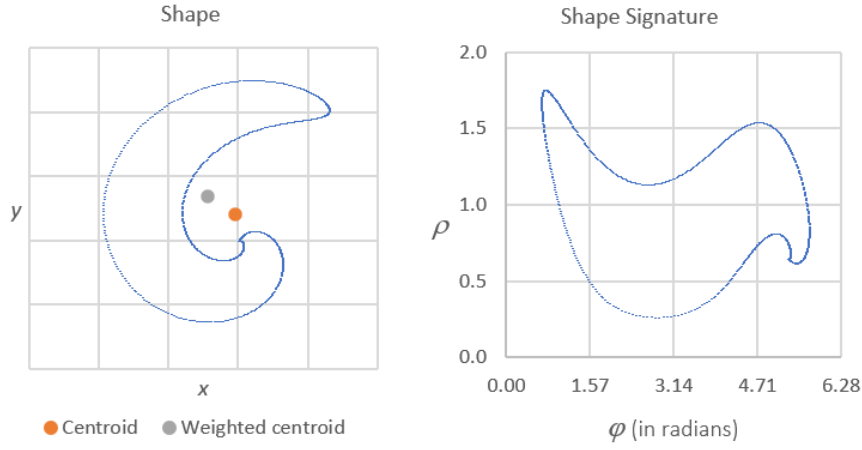 Shape
y
x
Centroid
Weighted centroid
Shape Signature
2.0
1.5
1.0
0.5
0.0
ρ
0.00 1.57 3.14 4.71 6.28
φ (in radians)